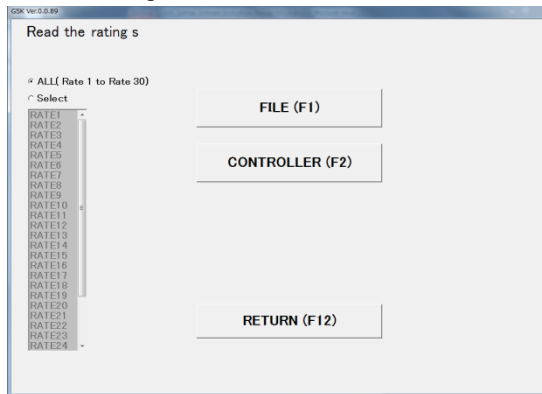 GSK Ver.0.0.89
Read the rating s
ALL( Rate 1 to Rate 30)
Select
RATE1
RATE2
RATE3
RATE4
RATE5
RATE6
RATE7
RATE8
RATE9
RATE10
RATE11
RATE12
RATE13
RATE14
RATE15
RATE16
RATE17
RATE18
RATE19
RATE20
RATE21
RATE22
RATE23
RATE24
FILE (F1)
CONTROLLER (F2)
RETURN (F12)